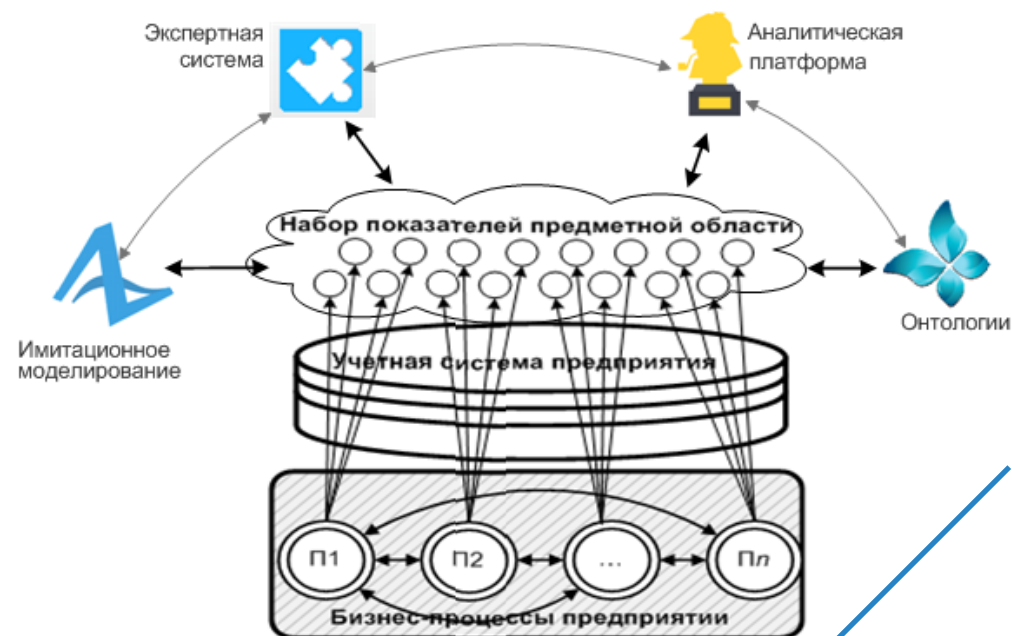 Экспертная
система
Аналитическая
платформа
Набор показателей предметной области
Имитационное
моделирование
Онтологии
Учетная система предприятия
П1
П2
...
Пn
Бизнес-процессы предприятии